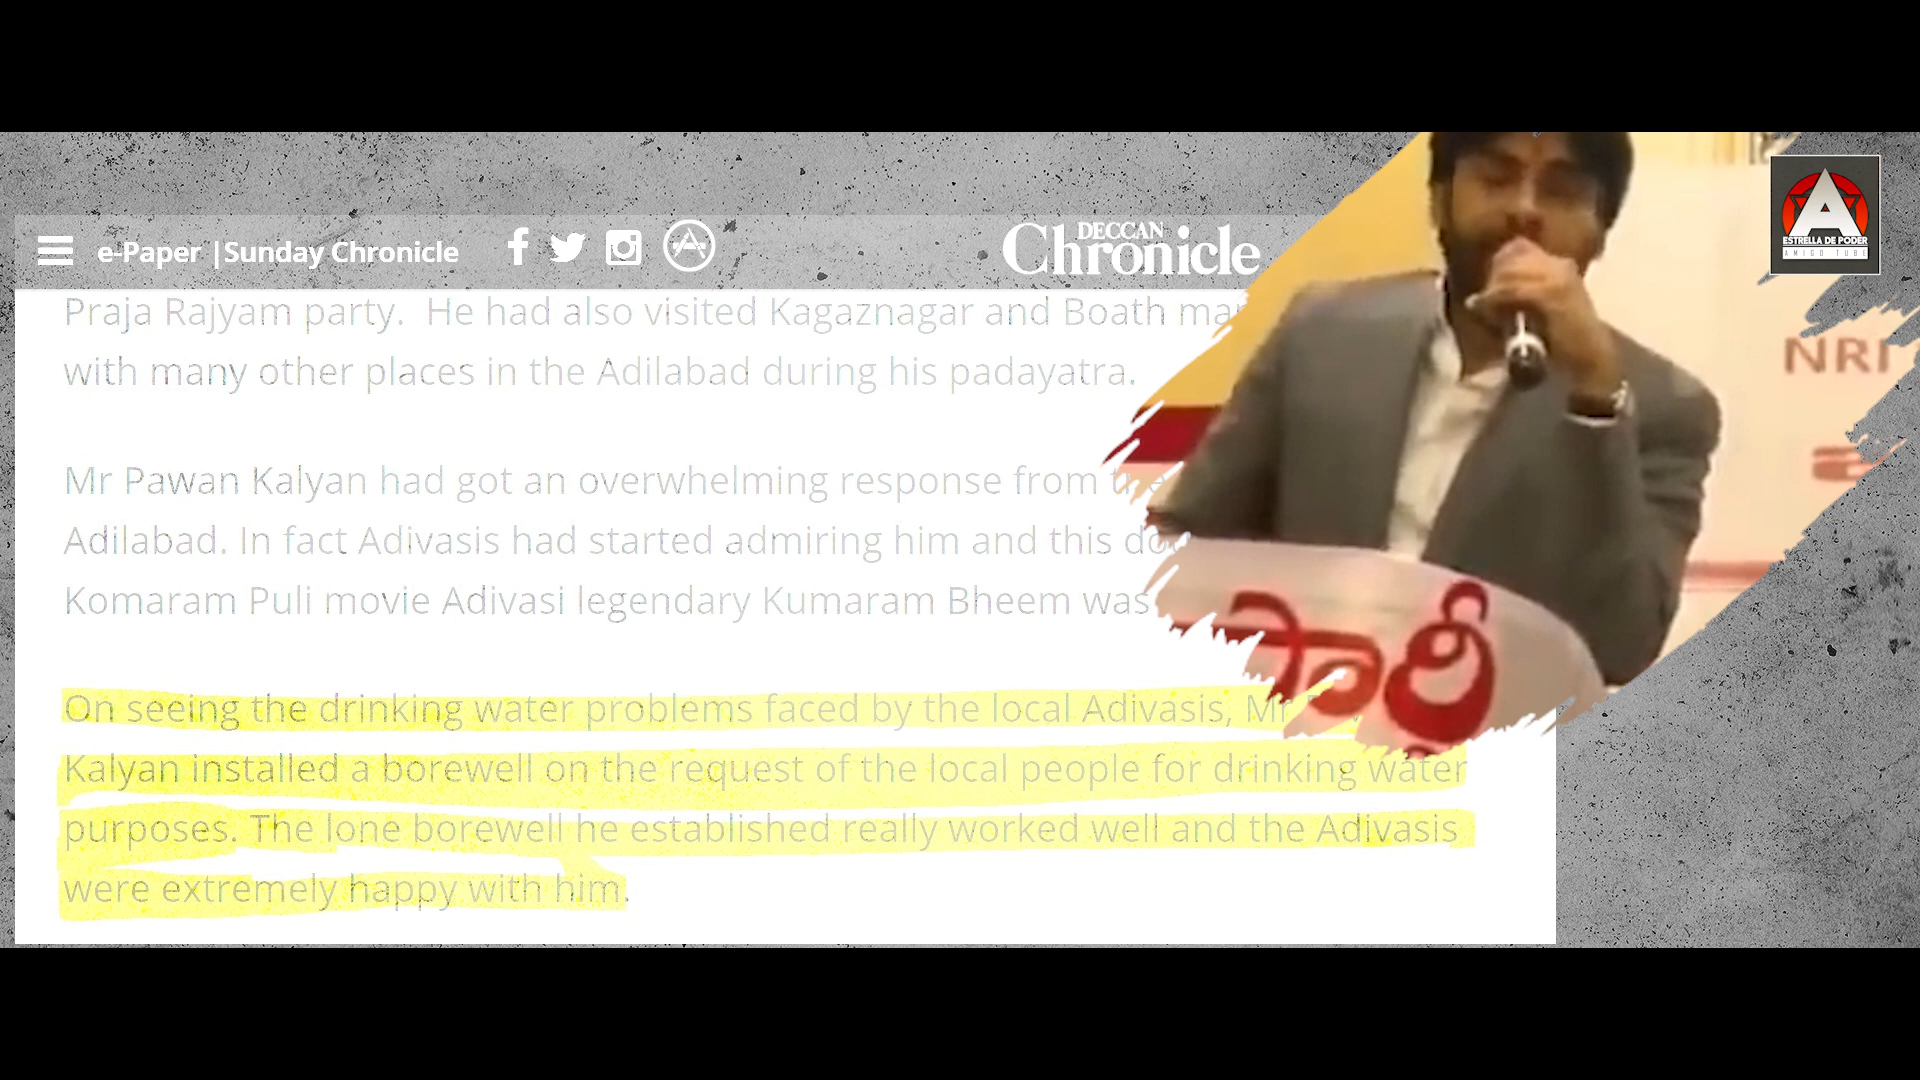 e-Paper |Sunday Chronicle
DECCAN
Chronicle
ESTRELLA DE PODER
AMIGO TUBE
Praja Rajyam party. He had also visited Kagaznagar and Boath
with many other places in the Adilabad during his padayatra.
NRI
Mr Pawan Kalyan had got an overwhelming response from
Adilabad. In fact Adivasis had started admiring him and this
Komaram Puli movie Adivasi legendary Kumaram Bheem was
పార్టీ
On seeing the drinking water problems faced by the local Adivasis, Mr
Kalyan installed a borewell on the request of the local people for drinking water
purposes. The lone borewell he established really worked well and the Adivasis
were extremely happy with him.